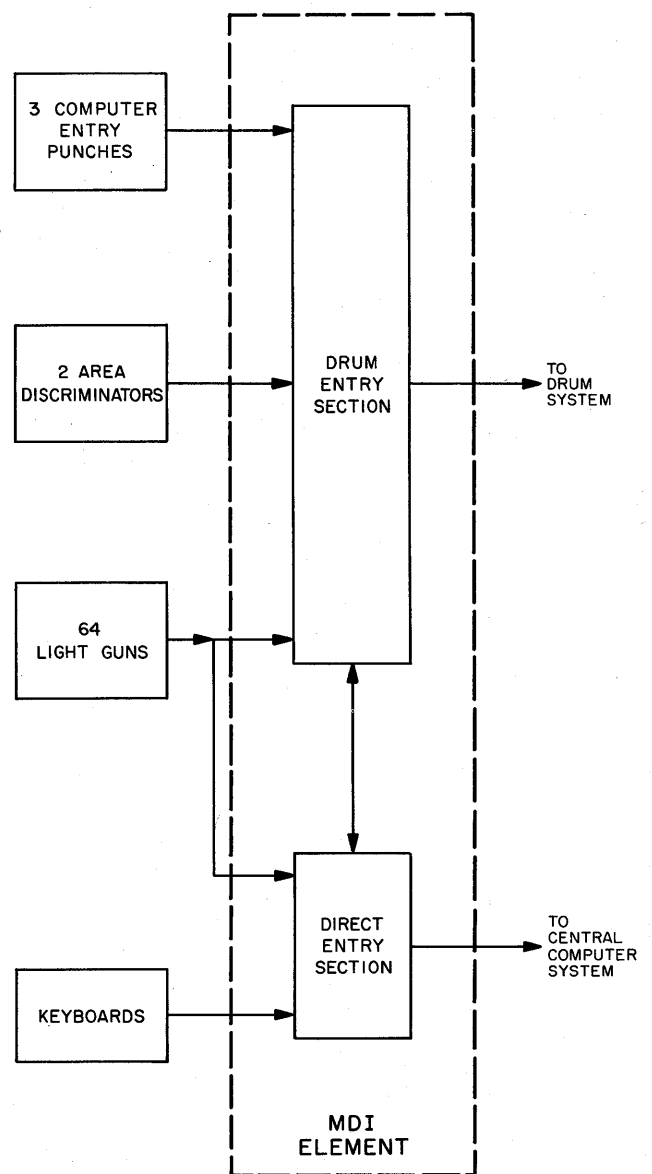 3 COMPUTER
ENTRY
PUNCHES
2 AREA
DISCRIMINATORS
DRUM
ENTRY
SECTION
TO
DRUM
SYSTEM
64
LIGHT GUNS
DIRECT
ENTRY
SECTION
TO
CENTRAL
COMPUTER
SYSTEM
KEYBOARDS
MDI
ELEMENT